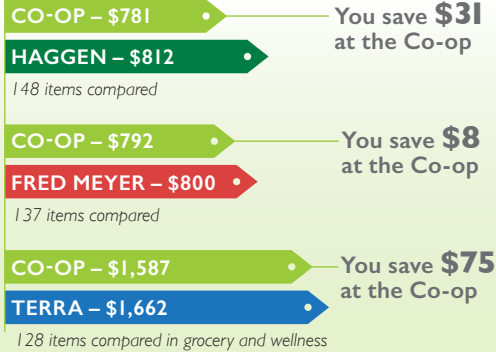 CO-OP – $781
You save $31
at the Co-op
HAGGEN – $812
148 items compared
CO-OP – $792
You save $8
at the Co-op
FRED MEYER – $800
137 items compared
CO-OP – $1,587
You save $75
at the Co-op
TERRA – $1,662
128 items compared in grocery and wellness